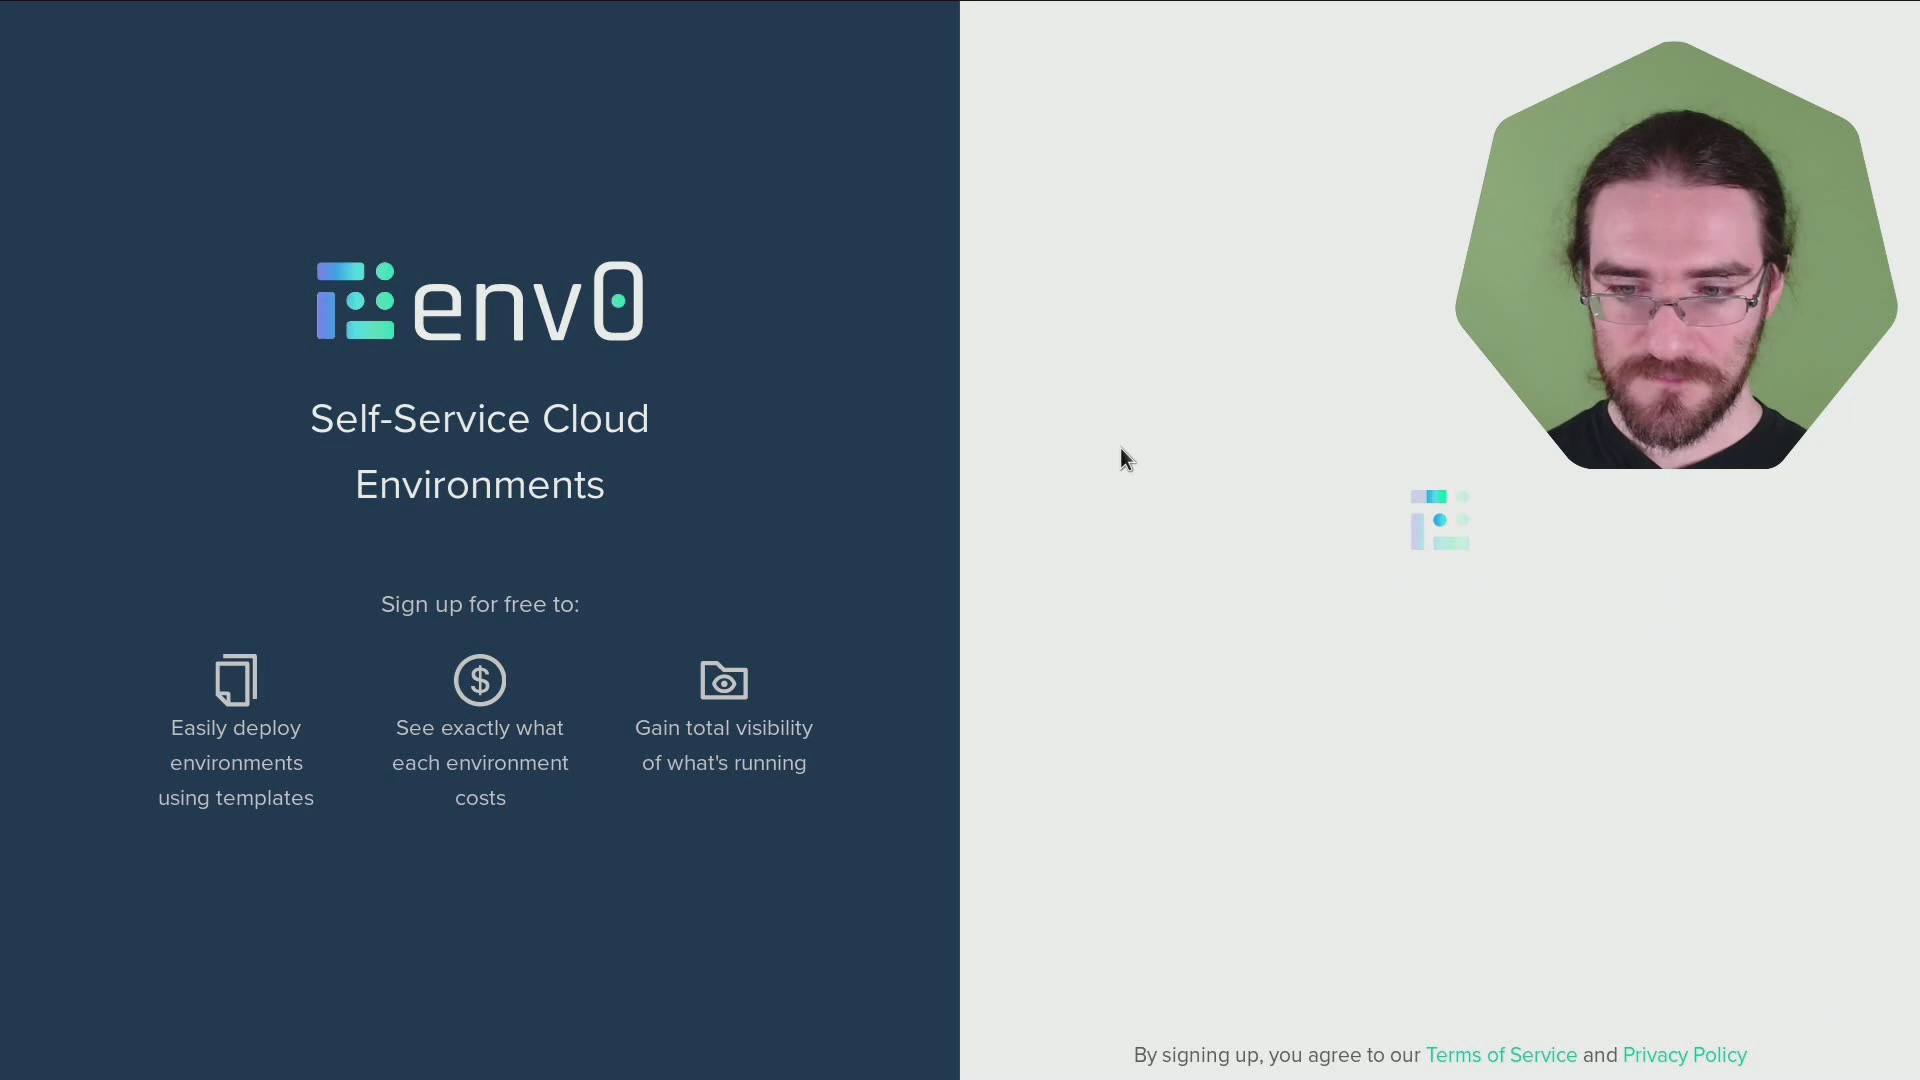 env0
Self-Service Cloud
Environments
Sign up for free to:
Easily deploy
environments
using templates
See exactly what
each environment
costs
Gain total visibility
of what's running
By signing up, you agree to our Terms of Service and Privacy Policy